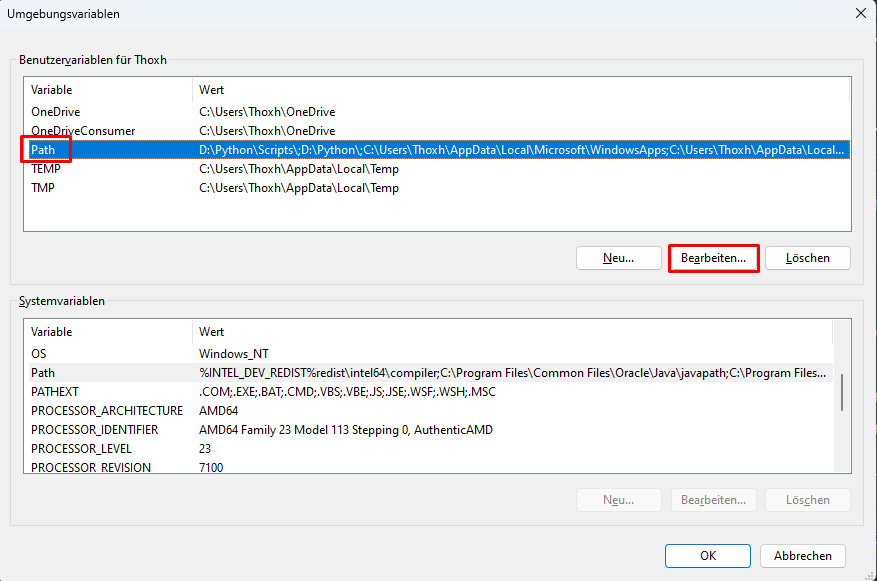 Umgebungsvariablen
Benutzervariablen für Thoxh
Variable Wert
OneDrive C:\Users\Thoxh\OneDrive
OneDriveConsumer C:\Users\Thoxh\OneDrive
Path D:\Python\Scripts\;D:\Python\;C:\Users\Thoxh\AppData\Local\Microsoft\WindowsApps;C:\Users\Thoxh\AppData\Local...
TEMP C:\Users\Thoxh\AppData\Local\Temp
TMP C:\Users\Thoxh\AppData\Local\Temp
Neu... Bearbeiten... Löschen
Systemvariablen
Variable Wert
OS Windows_NT
Path %INTEL_DEV_REDIST%redist\intel64\compiler;C:\Program Files\Common Files\Oracle\Java\javapath;C:\Program Files...
PATHEXT .COM;.EXE;.BAT;.CMD;.VBS;.VBE;.JS;.JSE;.WSF;.WSH;.MSC
PROCESSOR_ARCHITECTURE AMD64
PROCESSOR_IDENTIFIER AMD64 Family 23 Model 113 Stepping 0, AuthenticAMD
PROCESSOR_LEVEL 23
PROCESSOR_REVISION 7100
Neu... Bearbeiten... Löschen
OK Abbrechen